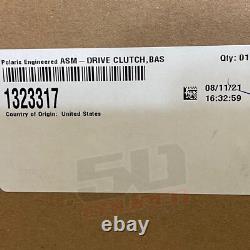 Polaris Engineered ASM - DRIVE CLUTCH,BAS Qty: 01
1323317
08/11/21
16:32:59
Country of Origin: United States